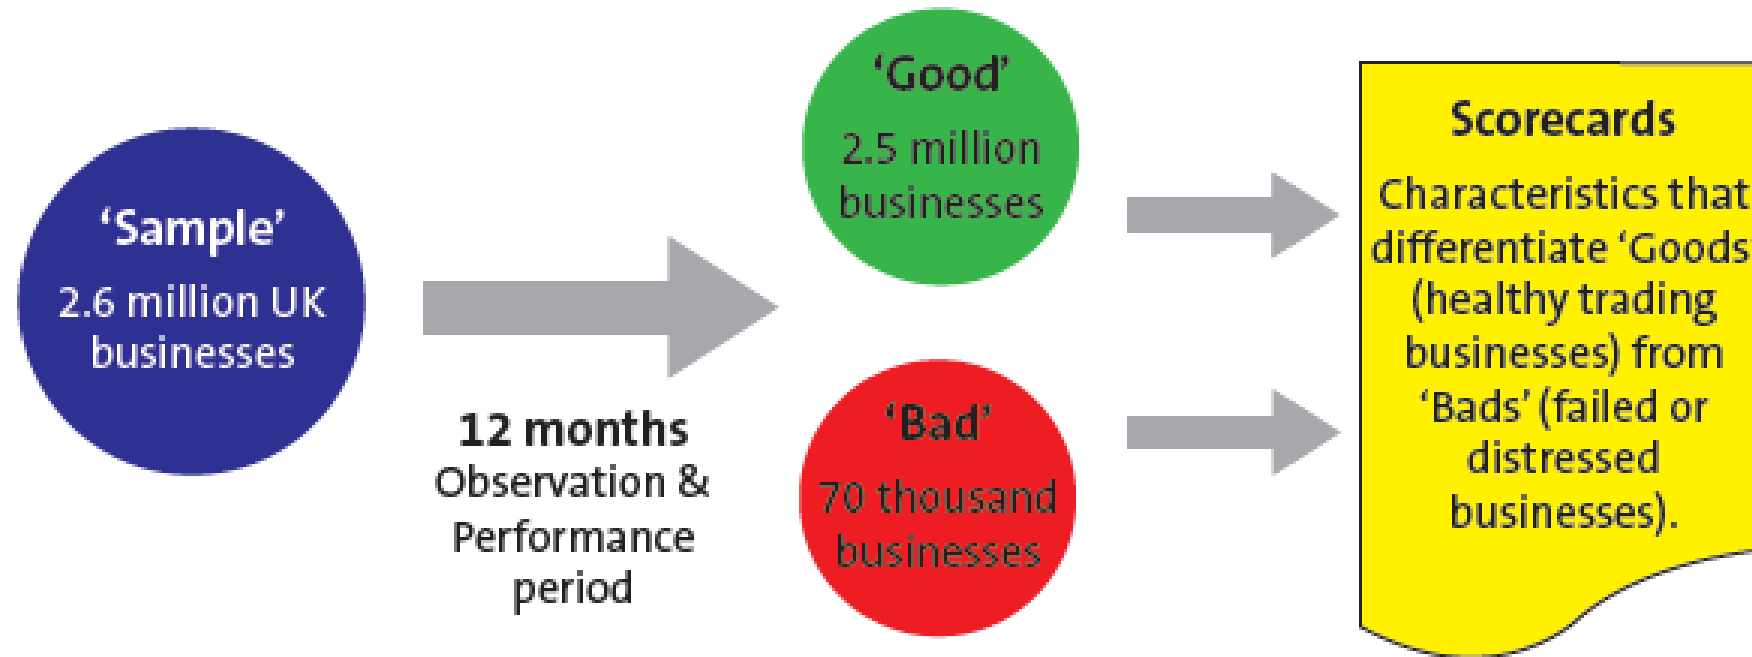 ‘Sample’
2.6 million UK
businesses
12 months
Observation &
Performance
period
‘Good’
2.5 million
businesses
‘Bad’
70 thousand
businesses
Scorecards
Characteristics that
differentiate ‘Goods’
(healthy trading
businesses) from
‘Bads’ (failed or
distressed
businesses).